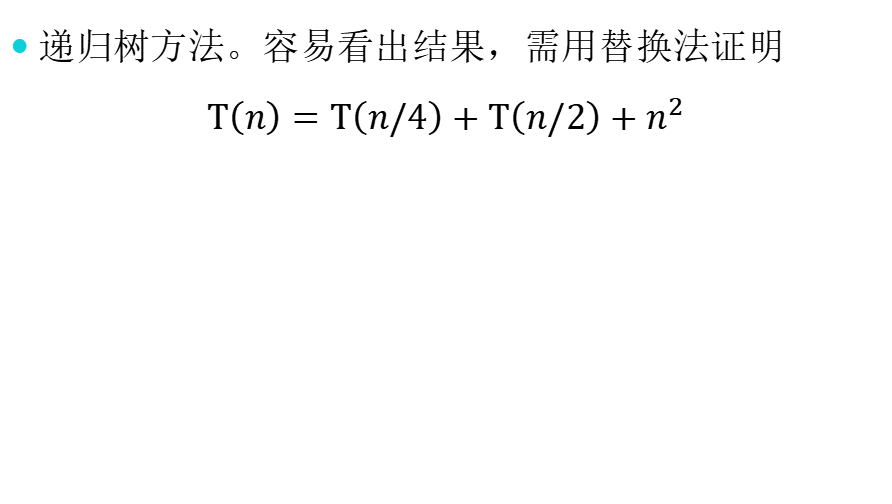 • 递归树方法。容易看出结果，需用替换法证明
T(n) = T(n/4) + T(n/2) + n²